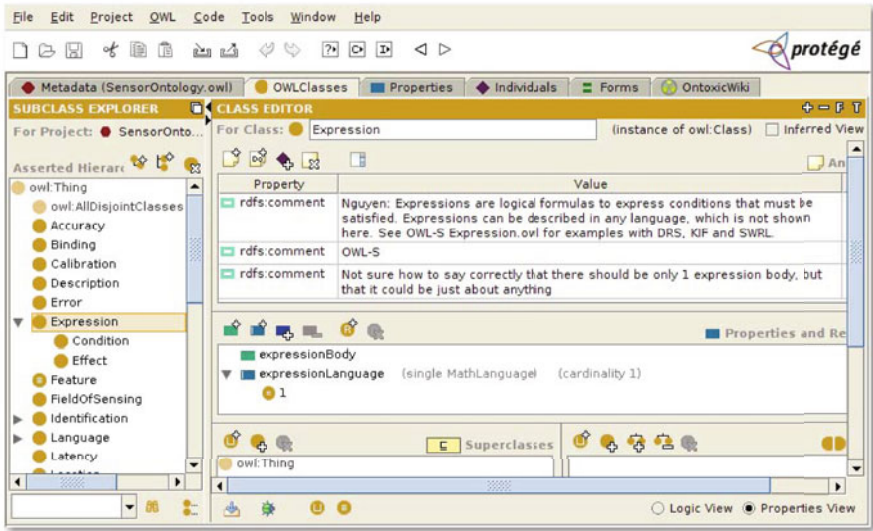 File Edit Project OWL Code Tools Window Help
protégé
Metadata (SensorOntology.owl) OWLClasses Properties Individuals Forms OntoxicWiki
SUBCLASS EXPLORER
For Project: SensorOnto...
Asserted Hierarc
owl:Thing
owl:AllDisjointClasses
Accuracy
Binding
Calibration
Description
Error
Expression
Condition
Effect
Feature
FieldOfSensing
Identification
Language
Latency
Location
CLASS EDITOR
For Class: Expression (instance of owl:Class) Inferred View
An
Property Value
rdfs:comment Nguyen: Expressions are logical formulas to express conditions that must be
satisfied. Expressions can be described in any language, which is not shown
here. See OWL-S Expression.owl for examples with DRS, KIF and SWRL.
rdfs:comment OWL-S
rdfs:comment Not sure how to say correctly that there should be only 1 expression body, but
that it could be just about anything
Properties and Re
expressionBody
expressionLanguage (single MathLanguage) (cardinality 1)
1
Superclasses
owl:Thing
Logic View Properties View